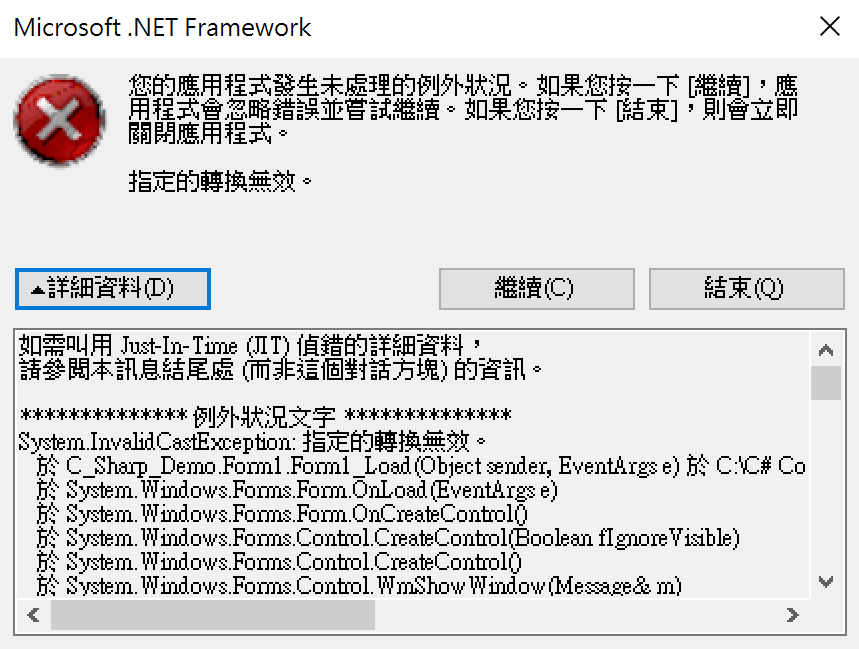 Microsoft .NET Framework
您的應用程式發生未處理的例外狀況。如果您按一下 [繼續]，應
用程式會忽略錯誤並嘗試繼續。如果您按一下 [結束]，則會立即
關閉應用程式。
指定的轉換無效。
▲詳細資料(D) 繼續(C) 結束(Q)
如需叫用 Just-In-Time (JIT) 偵錯的詳細資料，
請參閱本訊息結尾處 (而非這個對話方塊) 的資訊。
************** 例外狀況文字 **************
System.InvalidCastException: 指定的轉換無效。
於 C_Sharp_Demo.Form1.Form1_Load(Object sender, EventArgs e) 於 C:\C# Co
於 System.Windows.Forms.Form.OnLoad(EventArgs e)
於 System.Windows.Forms.Form.OnCreateControl()
於 System.Windows.Forms.Control.CreateControl(Boolean fIgnoreVisible)
於 System.Windows.Forms.Control.CreateControl()
於 System.Windows.Forms.Control.WmShowWindow(Message& m)